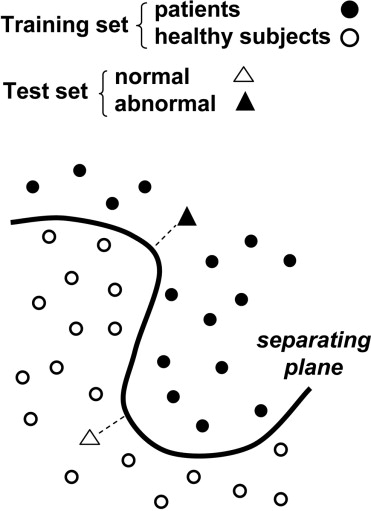 Training set { patients
healthy subjects
Test set { normal
abnormal
separating
plane